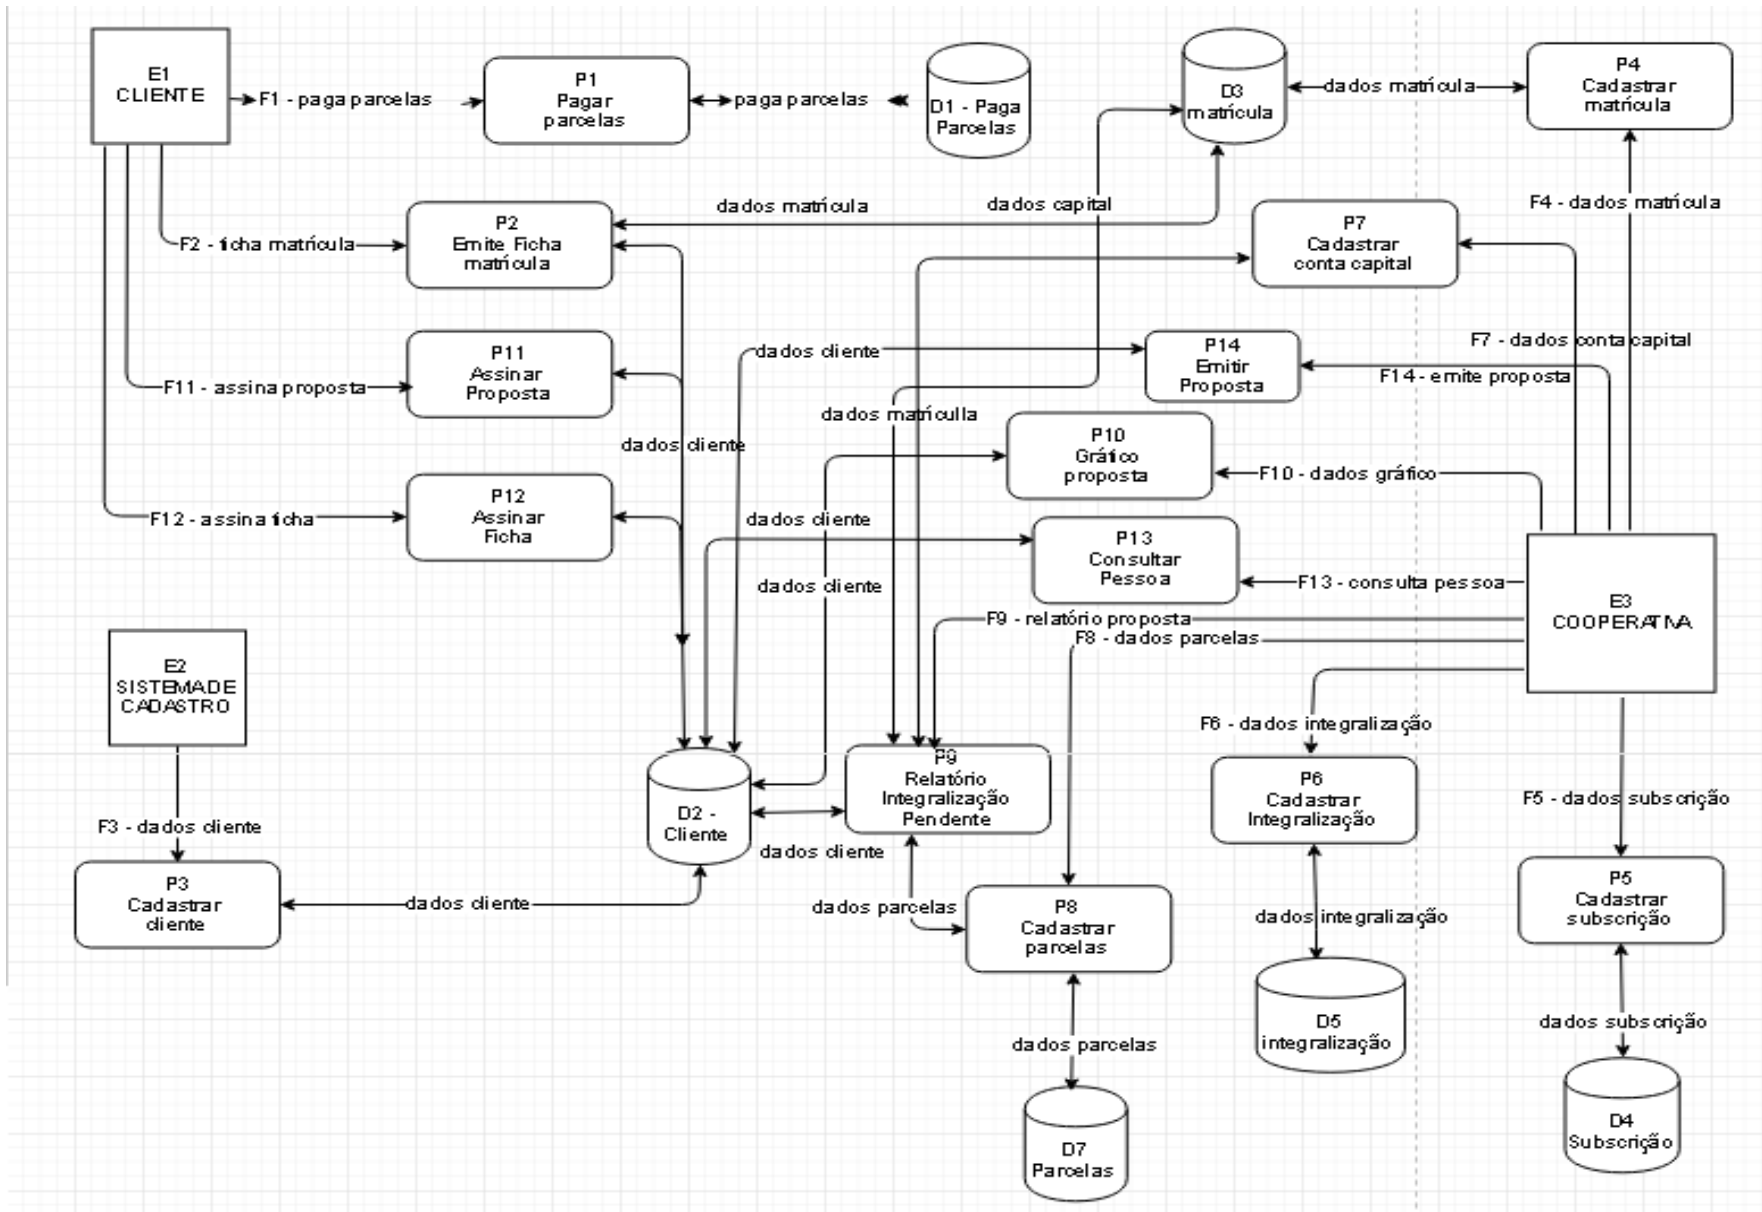 E1
CLIENTE
F1 - paga parcelas
P1
Pagar
parcelas
paga parcelas
D1 - Paga
Parcelas
D3
matrícula
dados matrícula
P4
Cadastrar
matrícula
F4 - dados matrícula
F2 - ficha matrícula
P2
Emite Ficha
matrícula
dados matrícula
dados capital
P7
Cadastrar
conta capital
F7 - dados conta capital
F11 - assina proposta
P11
Assinar
Proposta
dados cliente
P14
Emitir
Proposta
F14 - emite proposta
dados matrículla
dados cliente
P10
Gráfico
proposta
F10 - dados gráfico
F12 - assina ficha
P12
Assinar
Ficha
dados cliente
P13
Consultar
Pessoa
F13 - consulta pessoa
dados cliente
E3
COOPERATIVA
F9 - relatório proposta
F8 - dados parcelas
E2
SISTEMA DE
CADASTRO
F6 - dados integralização
F3 - dados cliente
P3
Cadastrar
cliente
dados cliente
D2 -
Cliente
dados cliente
P9
Relatório
Integralização
Pendente
dados parcelas
P8
Cadastrar
parcelas
P6
Cadastrar
Integralização
F5 - dados subscrição
P5
Cadastrar
subscrição
dados integralização
D5
integralização
dados subscrição
D4
Subscrição
dados parcelas
D7
Parcelas